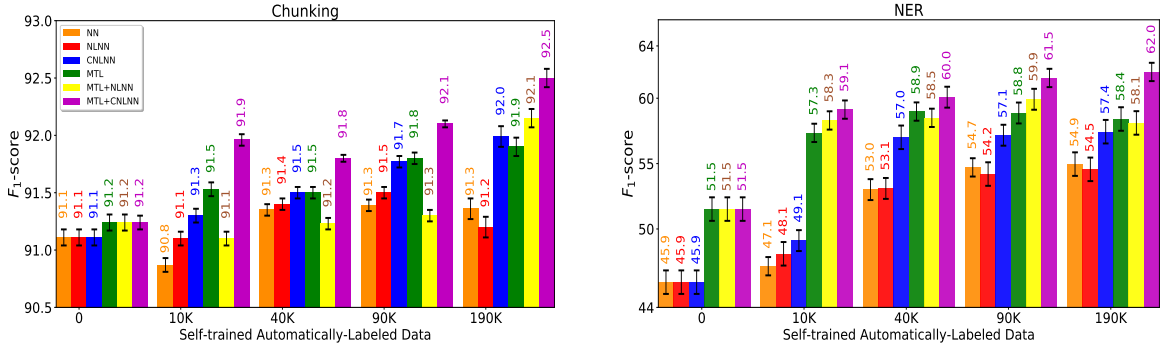 Chunking
F1-score
93.0
92.5
92.0
91.5
91.0
90.5
NN
NLNN
CNLNN
MTL
MTL+NLNN
MTL+CNLNN
91.1 91.1 91.1 91.2 91.2 91.2
90.8 91.1 91.3 91.5 91.1 91.9
91.3 91.4 91.5 91.5 91.2 91.8
91.3 91.5 91.7 91.8 91.3 92.1
91.3 91.2 92.0 91.9 92.1 92.5
0 10K 40K 90K 190K
Self-trained Automatically-Labeled Data
NER
F1-score
64
60
55
50
44
45.9 45.9 45.9 51.5 51.5 51.5
47.1 48.1 49.1 57.3 58.3 59.1
53.0 53.1 57.0 58.9 58.5 60.0
54.7 54.2 57.1 58.8 59.9 61.5
54.9 54.5 57.4 58.4 58.1 62.0
0 10K 40K 90K 190K
Self-trained Automatically-Labeled Data